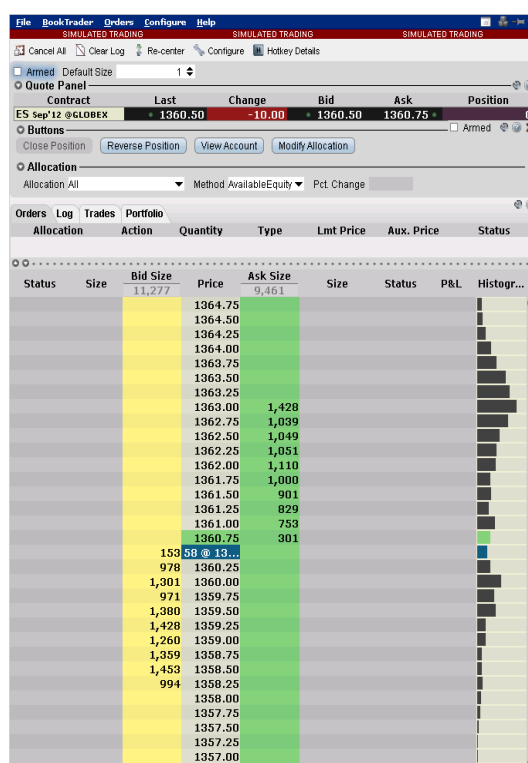 File BookTrader Orders Configure Help
SIMULATED TRADING SIMULATED TRADING SIMULATED TRADING
Cancel All Clear Log Re-center Configure Hotkey Details
Armed Default Size 1
Quote Panel
Contract Last Change Bid Ask Position
ES Sep'12 @GLOBEX 1360.50 -10.00 1360.50 1360.75
Buttons Armed
Close Position Reverse Position View Account Modify Allocation
Allocation
Allocation All Method AvailableEquity Pct. Change
Orders Log Trades Portfolio
Allocation Action Quantity Type Lmt Price Aux. Price Status
Status Size Bid Size Price Ask Size Size Status P&L Histogr...
11,277 9,461
1364.75
1364.50
1364.25
1364.00
1363.75
1363.50
1363.25
1363.00 1,428
1362.75 1,039
1362.50 1,049
1362.25 1,051
1362.00 1,110
1361.75 1,000
1361.50 901
1361.25 829
1361.00 753
1360.75 301
153 58 @ 13...
978 1360.25
1,301 1360.00
971 1359.75
1,380 1359.50
1,428 1359.25
1,260 1359.00
1,359 1358.75
1,453 1358.50
994 1358.25
1358.00
1357.75
1357.50
1357.25
1357.00